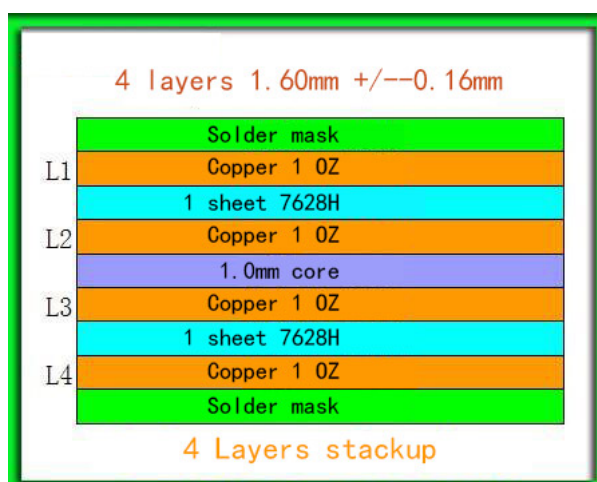 4 layers 1.60mm +/--0.16mm
Solder mask
L1 Copper 1 OZ
1 sheet 7628H
L2 Copper 1 OZ
1.0mm core
L3 Copper 1 OZ
1 sheet 7628H
L4 Copper 1 OZ
Solder mask
4 Layers stackup